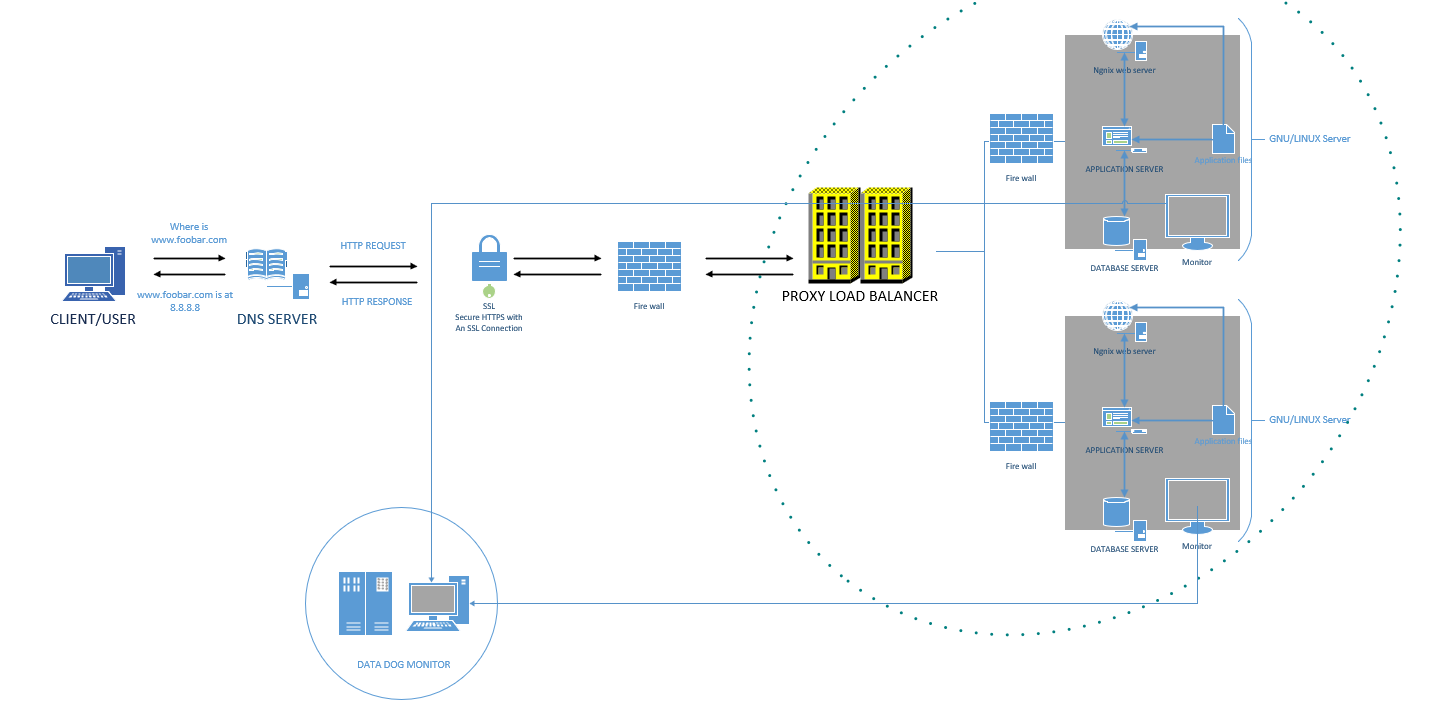 Where is
www.foobar.com
www.foobar.com is at
8.8.8.8
CLIENT/USER
DNS SERVER
HTTP REQUEST
HTTP RESPONSE
SSL
Secure HTTPS with
An SSL Connection
Fire wall
PROXY LOAD BALANCER
Fire wall
Ngnix web server
APPLICATION SERVER
Application files
GNU/LINUX Server
DATABASE SERVER
Monitor
Fire wall
Ngnix web server
APPLICATION SERVER
Application files
GNU/LINUX Server
DATABASE SERVER
Monitor
DATA DOG MONITOR